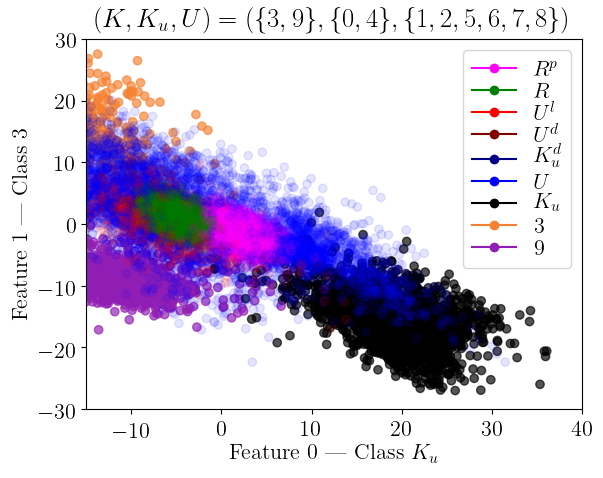 (K, K_u, U) = ({3, 9}, {0, 4}, {1, 2, 5, 6, 7, 8})
30
20
10
0
−10
−20
−30
Feature 1 — Class 3
R^p
R
U^l
U^d
K_u^d
U
K_u
3
9
−10
0
10
20
30
40
Feature 0 — Class K_u